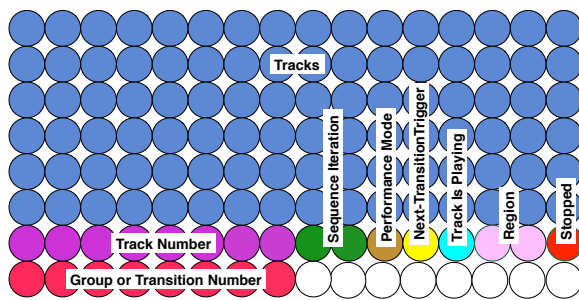 Tracks
Sequence Iteration
Performance Mode
Next-TransitionTrigger
Track Is Playing
Region
Stopped
Track Number
Group or Transition Number